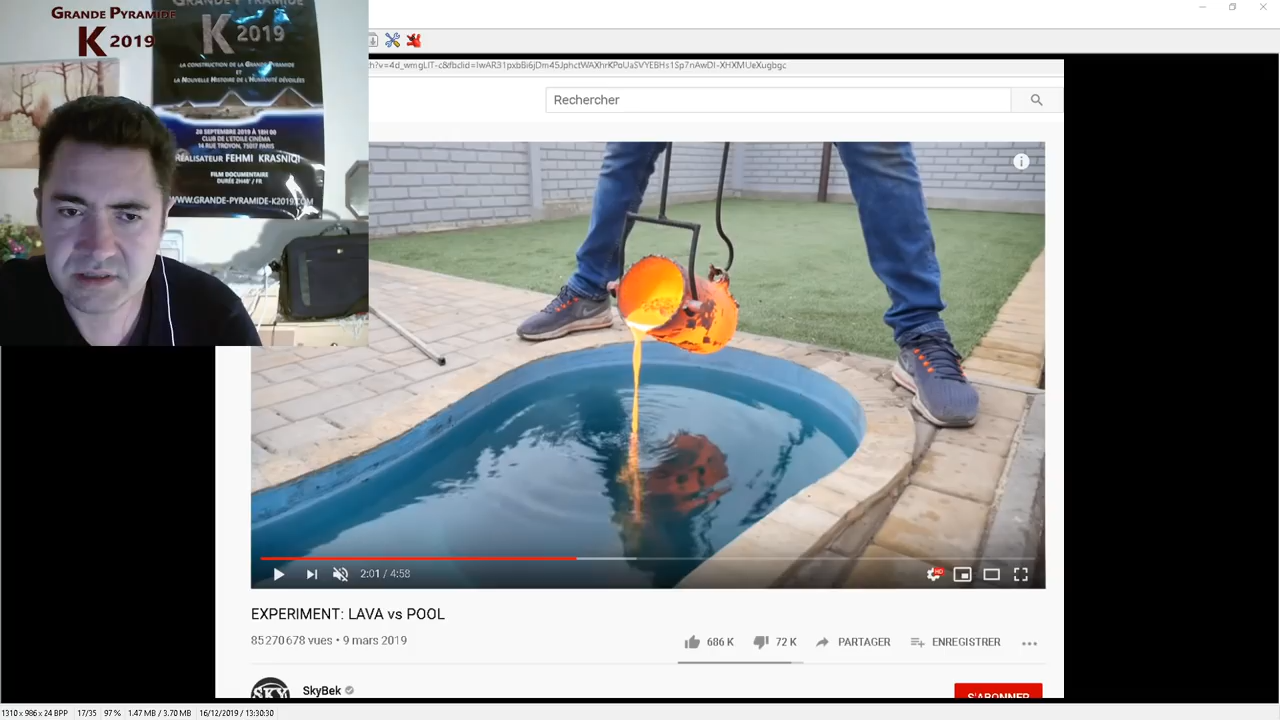 GRANDE PYRAMIDE
K 2019
GRANDE PYRAMIDE
K 2019
LA CONSTRUCTION DE LA GRANDE PYRAMIDE
ET
LA NOUVELLE HISTOIRE DE L'HUMANITÉ DÉVOILÉES
28 SEPTEMBRE 2019 À 18H 00
CLUB DE L'ETOILE CINÉMA
14 RUE TROYON, 75017 PARIS
RÉALISATEUR FEHMI KRASNIQI
FILM DOCUMENTAIRE
DURÉE 2H48' / FR
WWW.GRANDE-PYRAMIDE-K2019.COM
Rechercher
2:01 / 4:58
HD
EXPERIMENT: LAVA vs POOL
85 270 678 vues • 9 mars 2019
686 K
72 K
PARTAGER
ENREGISTRER
SKY
SkyBek
S'ABONNER
1310 x 986 x 24 BPP 17/35 97 % 1.47 MB / 3.70 MB 16/12/2019 / 13:30:30